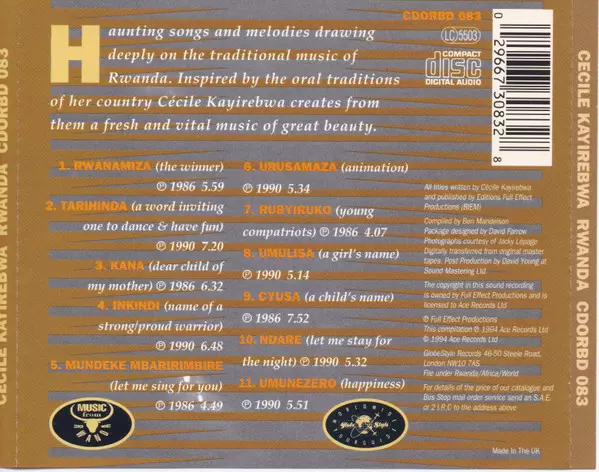 CECILE KAYIREBWA RWANDA CDORBD 083
CDORBD 083
LC 5503
COMPACT
disc
DIGITAL AUDIO
0 29667 30832 8
Haunting songs and melodies drawing
deeply on the traditional music of
Rwanda. Inspired by the oral traditions
of her country Cécile Kayirebwa creates from
them a fresh and vital music of great beauty.
1. RWANAMIZA (the winner)
℗ 1986 5.59
2. TARIHINDA (a word inviting
one to dance & have fun)
℗ 1990 7.20
3. KANA (dear child of
my mother) ℗ 1986 6.32
4. INKINDI (name of a
strong/proud warrior)
℗ 1990 6.48
5. MUNDEKE MBARIRIMBIRE
(let me sing for you)
℗ 1986 4.49
6. URUSAMAZA (animation)
℗ 1990 5.34
7. RUBYIRUKO (young
compatriots) ℗ 1986 4.07
8. UMULISA (a girl's name)
℗ 1990 5.14
9. CYUSA (a child's name)
℗ 1986 7.52
10. NDARE (let me stay for
the night) ℗ 1990 5.32
11. UMUNEZERO (happiness)
℗ 1990 5.51
All titles written by Cécile Kayirebwa
and published by Editions Full Effect
Productions (BIEM)
Compiled by Ben Mandelson
Package designed by David Farrow
Photographs courtesy of Jacky Lepage
Digitally transferred from original master
tapes. Post Production by David Young at
Sound Mastering Ltd
The copyright in this sound recording
is owned by Full Effect Productions and is
licensed to Ace Records Ltd
℗ Full Effect Productions
This compilation ℗ 1994 Ace Records Ltd
© 1994 Ace Records Ltd
GlobeStyle Records 46-50 Steele Road,
London NW10 7AS
File under Rwanda/Africa/World
For details of the price of our catalogue and
Bus Stop mail order service send an S.A.E.
or 2 I.R.C to the address above
Made In The UK
MUSIC
from
WORLDWIDE
Globe Style
CECILE KAYIREBWA RWANDA CDORBD 083